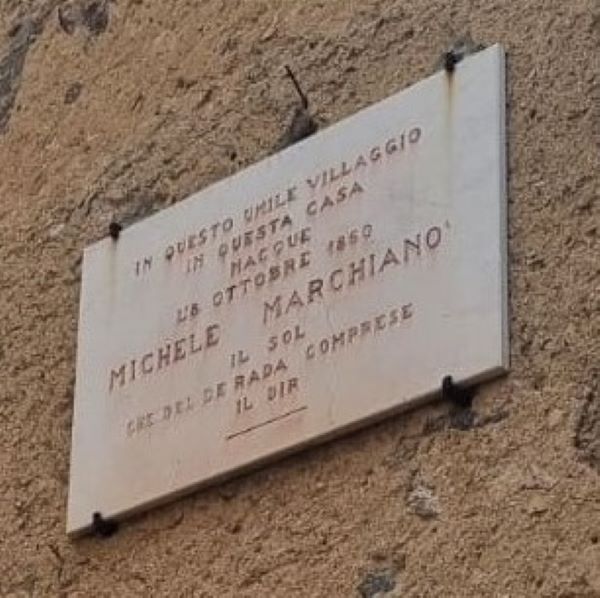 IN QUESTO UMILE VILLAGGIO
IN QUESTA CASA
NACQUE
L'8 OTTOBRE 1860
MICHELE MARCHIANO'
IL SOL
CHE DEL DE RADA COMPRESE
IL DIR